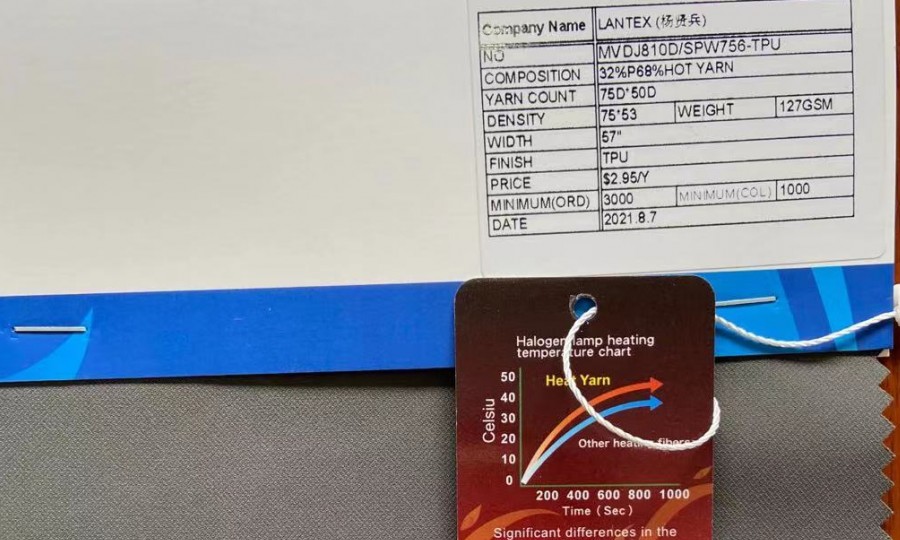 Company Name LANTEX (杨贤兵)
NO MVDJ810D/SPW756-TPU
COMPOSITION 32%P68%HOT YARN
YARN COUNT 75D*50D
DENSITY 75*53 WEIGHT 127GSM
WIDTH 57"
FINISH TPU
PRICE $2.95/Y
MINIMUM(ORD) 3000 MINIMUM(COL) 1000
DATE 2021.8.7
Halogen lamp heating
temperature chart
Heat Yarn
Celsiu
50
40
30
20
10
0
Other heating fibers
200 400 600 800 1000
Time (Sec)
Significant differences in the